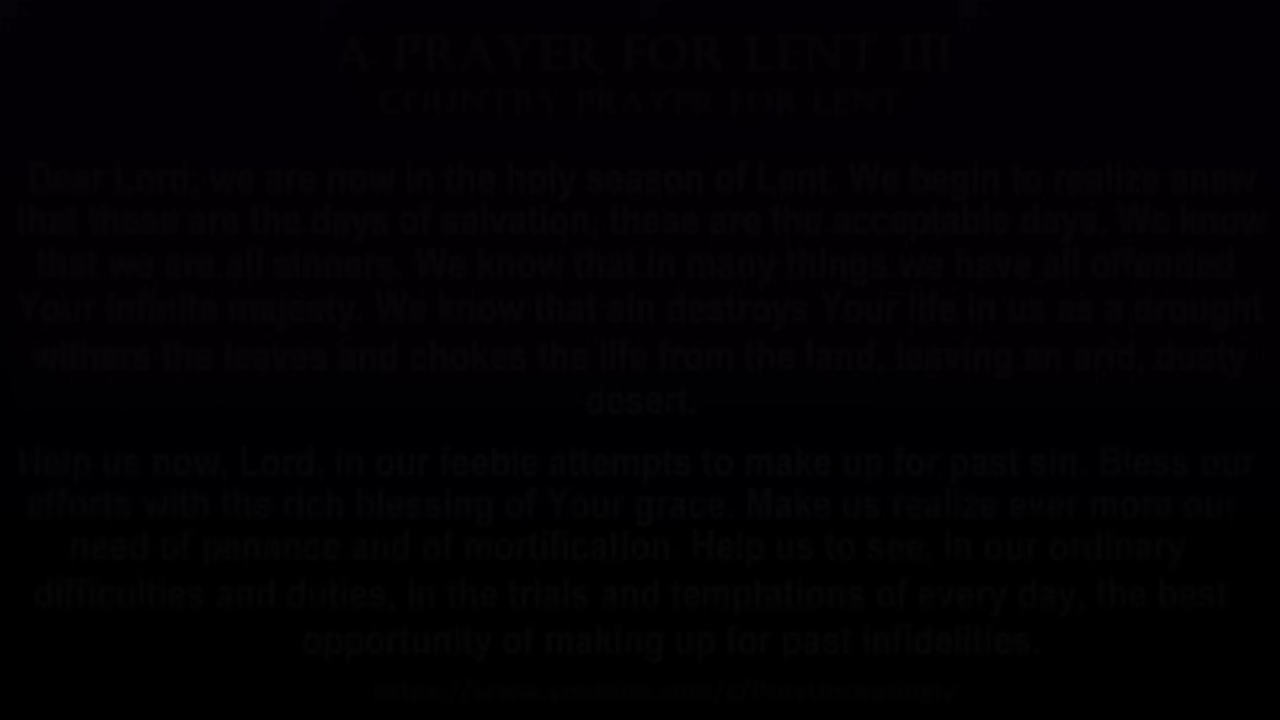 A PRAYER FOR LENT III
COUNTRY PRAYER FOR LENT
Dear Lord, we are now in the holy season of Lent. We begin to realize anew
that these are the days of salvation, these are the acceptable days. We know
that we are all sinners. We know that in many things we have all offended
Your infinite majesty. We know that sin destroys Your life in us as a drought
withers the leaves and chokes the life from the land, leaving an arid, dusty
desert.
Help us now, Lord, in our feeble attempts to make up for past sin. Bless our
efforts with the rich blessing of Your grace. Make us realize ever more our
need of penance and of mortification. Help us to see, in our ordinary
difficulties and duties, in the trials and temptations of every day, the best
opportunity of making up for past infidelities.